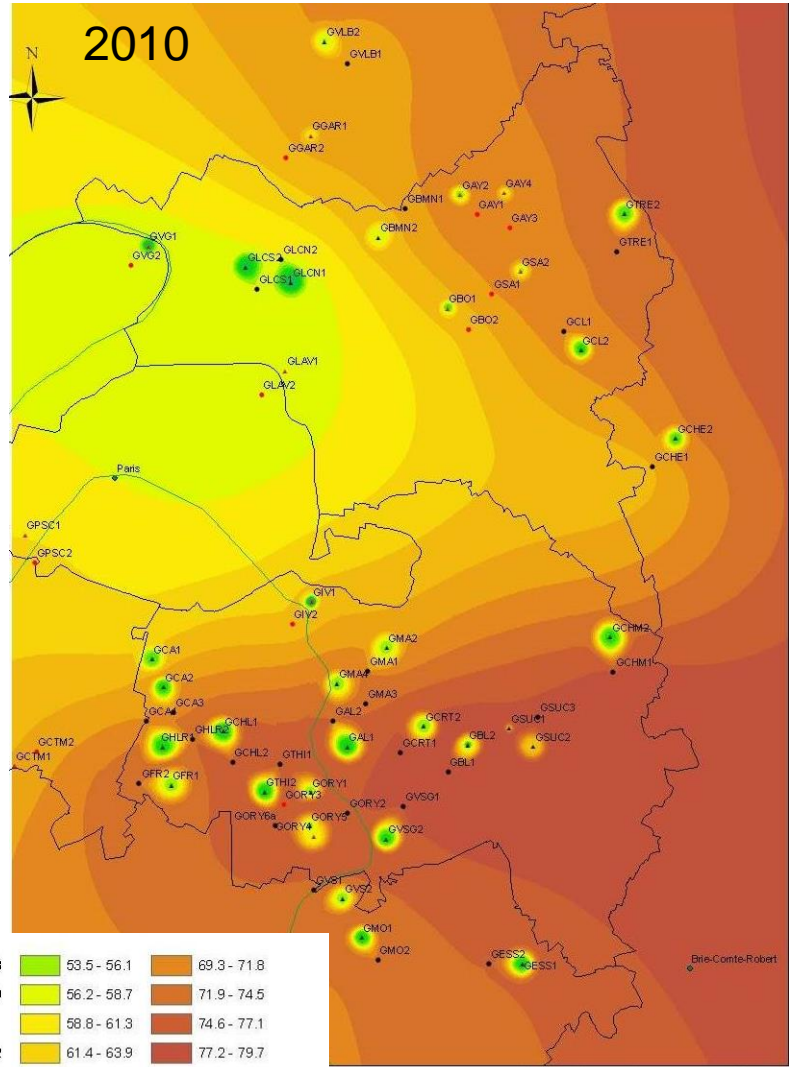 2010
N
GVLB2
GVLB1
GGAR1
GGAR2
GAY2
GAY4
GBMN1
GAY1
GAY3
GTRE2
GBMN2
GTRE1
GVG1
GVG2
GLCS2
GLCN2
GLCN1
GLCS1
GSA2
GSA1
GBO1
GBO2
GCL1
GCL2
GLAV1
GLAV2
GCHE2
GCHE1
Paris
GPSC1
GPSC2
GIV1
GIV2
GCHM2
GCHM1
GCA1
GCA2
GCA3
GMA2
GMA1
GMA4
GMA3
GAL2
GAL1
GCHL1
GHLR2
GHLR1
GCHL2
GCTM2
GCTM1
GCRT2
GCRT1
GBL2
GBL1
GSUC1
GSUC3
GSUC2
GTHI1
GTHI2
GFR2
GFR1
GORY1
GORY3
GORY2
GORY6a
GORY4
GORY5
GVSG1
GVSG2
GVS1
GVS2
GMO1
GMO2
GESS2
GESS1
Brie-Comte-Robert
53.5 - 56.1 69.3 - 71.8
56.2 - 58.7 71.9 - 74.5
58.8 - 61.3 74.6 - 77.1
61.4 - 63.9 77.2 - 79.7